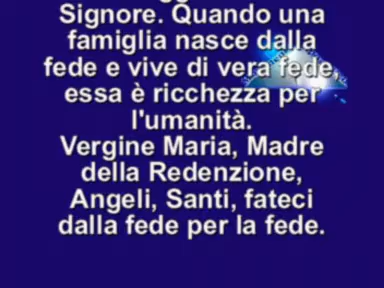 Signore. Quando una
famiglia nasce dalla
fede e vive di vera fede,
essa è ricchezza per
l'umanità.
Vergine Maria, Madre
della Redenzione,
Angeli, Santi, fateci
dalla fede per la fede.